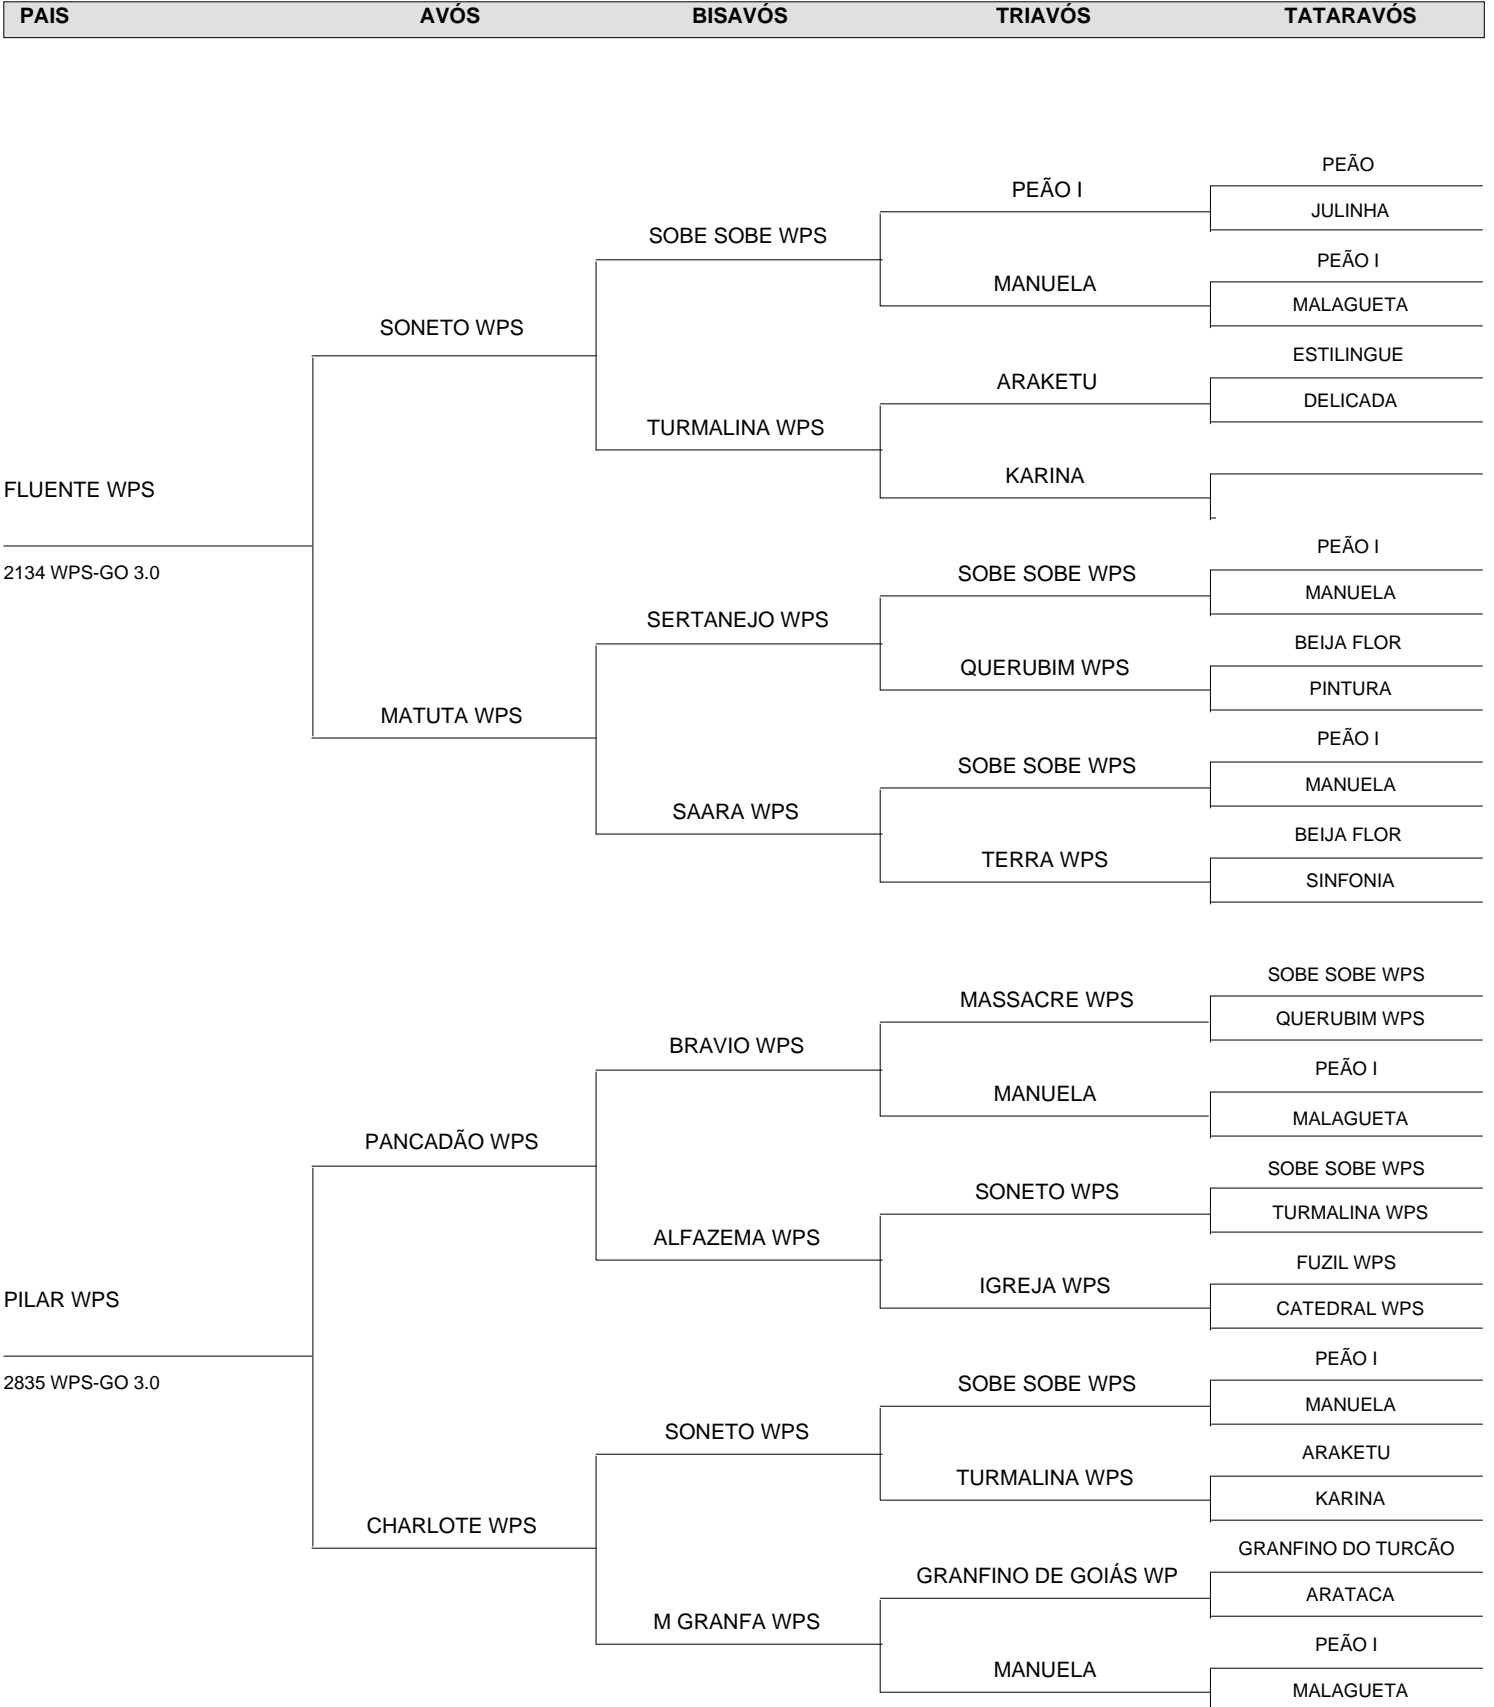 PAIS AVÓS BISAVÓS TRIAVÓS TATARAVÓS
PEÃO
PEÃO I
JULINHA
SOBE SOBE WPS
PEÃO I
MANUELA
MALAGUETA
SONETO WPS
ESTILINGUE
ARAKETU
DELICADA
TURMALINA WPS
KARINA
FLUENTE WPS
PEÃO I
2134 WPS-GO 3.0
SOBE SOBE WPS
MANUELA
SERTANEJO WPS
BEIJA FLOR
QUERUBIM WPS
PINTURA
MATUTA WPS
PEÃO I
SOBE SOBE WPS
MANUELA
SAARA WPS
BEIJA FLOR
TERRA WPS
SINFONIA
SOBE SOBE WPS
MASSACRE WPS
QUERUBIM WPS
BRAVIO WPS
PEÃO I
MANUELA
MALAGUETA
PANCADÃO WPS
SOBE SOBE WPS
SONETO WPS
TURMALINA WPS
ALFAZEMA WPS
FUZIL WPS
IGREJA WPS
CATEDRAL WPS
PILAR WPS
PEÃO I
2835 WPS-GO 3.0
SOBE SOBE WPS
MANUELA
SONETO WPS
ARAKETU
TURMALINA WPS
KARINA
CHARLOTE WPS
GRANFINO DO TURCÃO
GRANFINO DE GOIÁS WP
ARATACA
M GRANFA WPS
PEÃO I
MANUELA
MALAGUETA